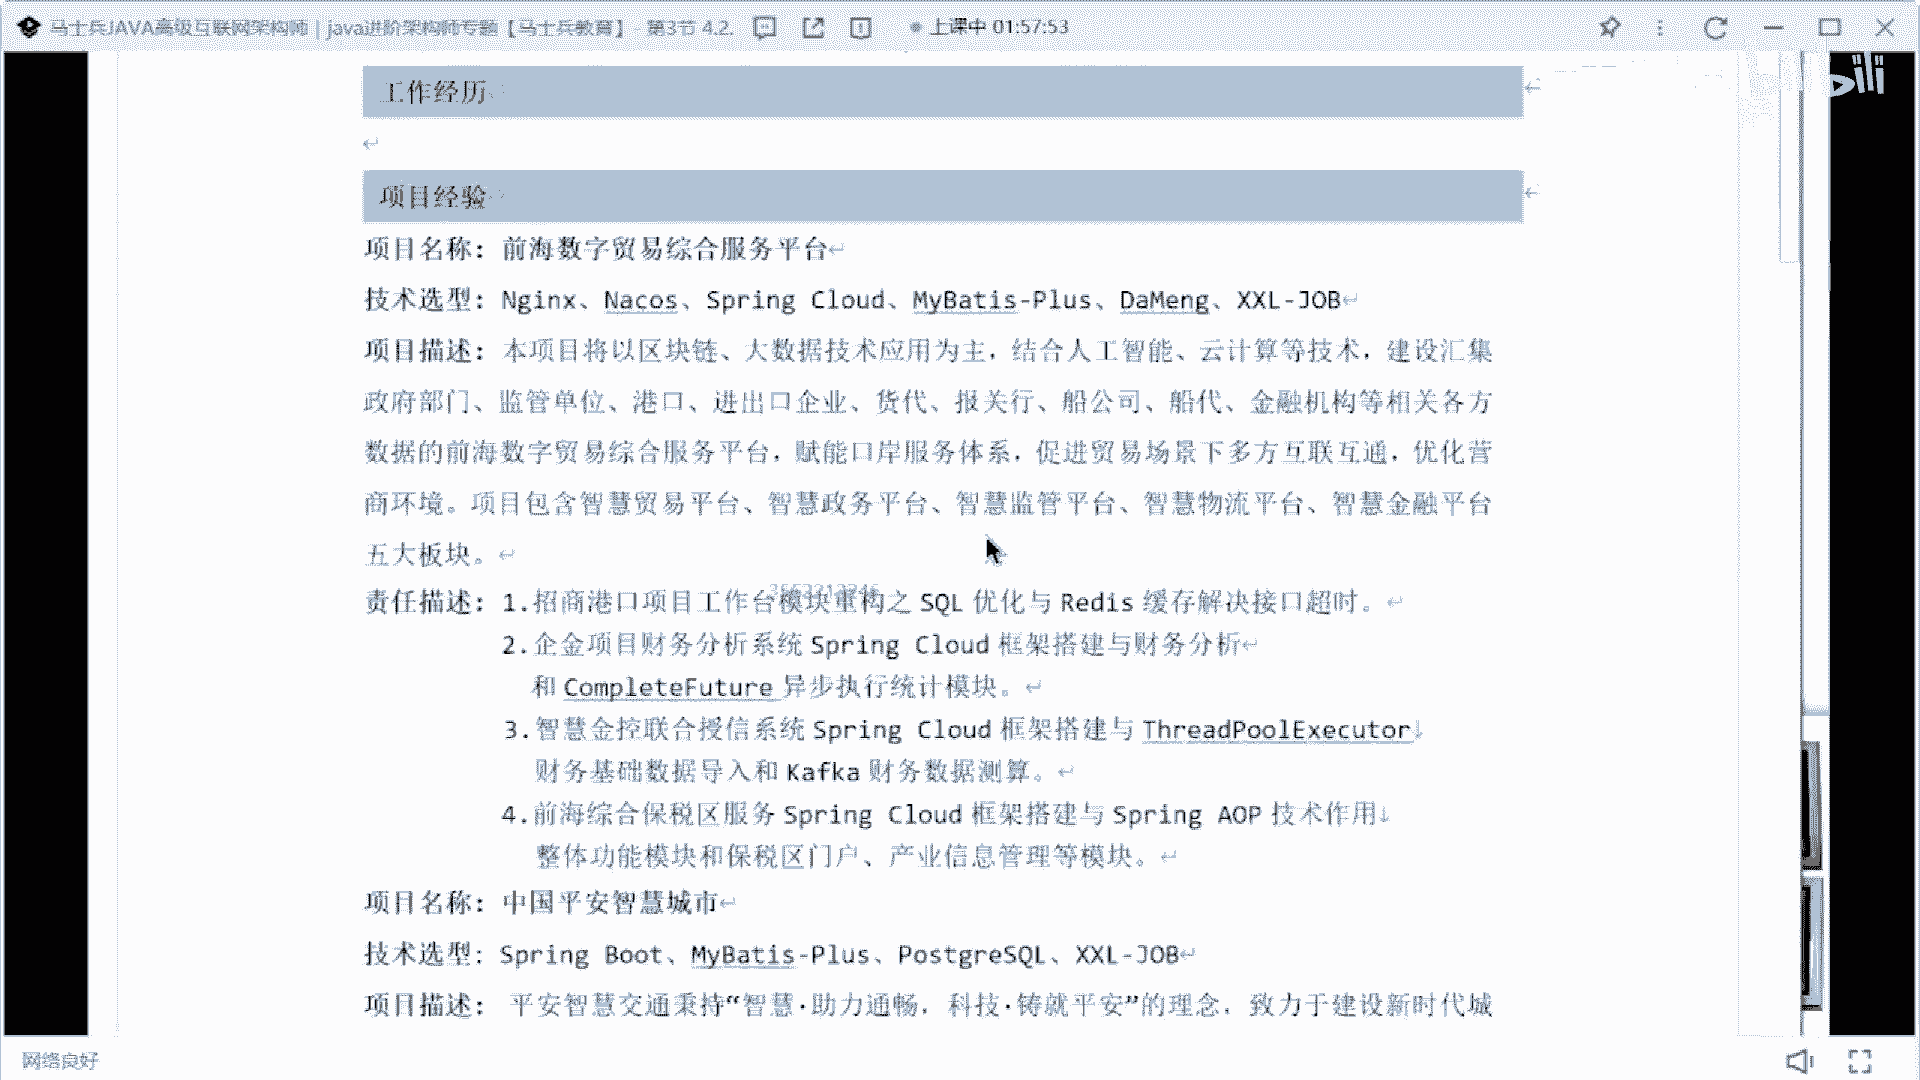 马士兵JAVA高级互联网架构师 | java进阶架构师专题【马士兵教育】 - 第3节 4.2. 上课中 01:57:53
工作经历
项目经验
项目名称：前海数字贸易综合服务平台
技术选型：Nginx、Nacos、Spring Cloud、MyBatis-Plus、DaMeng、XXL-JOB
项目描述：本项目将以区块链、大数据技术应用为主，结合人工智能、云计算等技术，建设汇集
政府部门、监管单位、港口、进出口企业、货代、报关行、船公司、船代、金融机构等相关各方
数据的前海数字贸易综合服务平台，赋能口岸服务体系，促进贸易场景下多方互联互通，优化营
商环境。项目包含智慧贸易平台、智慧政务平台、智慧监管平台、智慧物流平台、智慧金融平台
五大板块。
责任描述：1.招商港口项目工作台模块重构之 SQL 优化与 Redis 缓存解决接口超时。
2.企金项目财务分析系统 Spring Cloud 框架搭建与财务分析
和 CompleteFuture 异步执行统计模块。
3.智慧金控联合授信系统 Spring Cloud 框架搭建与 ThreadPoolExecutor
财务基础数据导入和 Kafka 财务数据测算。
4.前海综合保税区服务 Spring Cloud 框架搭建与 Spring AOP 技术作用
整体功能模块和保税区门户、产业信息管理等模块。
项目名称：中国平安智慧城市
技术选型：Spring Boot、MyBatis-Plus、PostgreSQL、XXL-JOB
项目描述： 平安智慧交通秉持“智慧·助力通畅，科技·铸就平安”的理念，致力于建设新时代城
网络良好